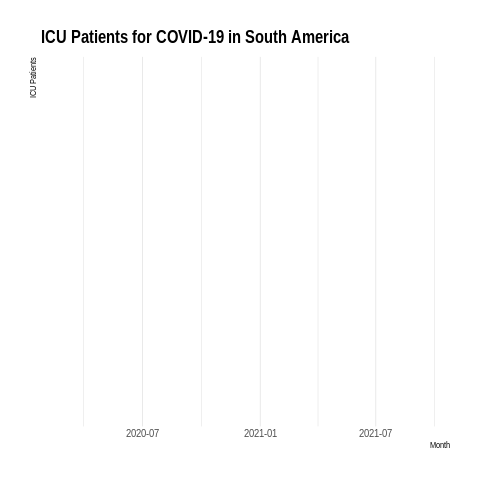 ICU Patients for COVID-19 in South America
ICU Patients
2020-07
2021-01
2021-07
Month